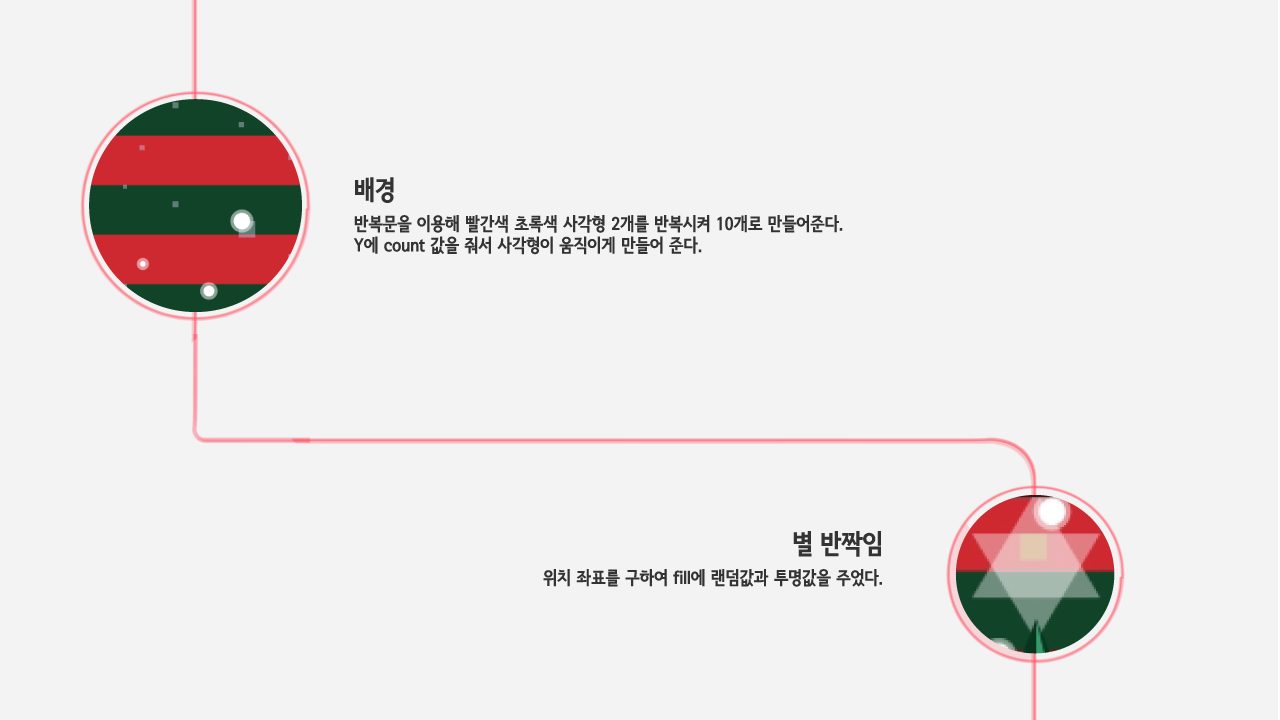 배경
반복문을 이용해 빨간색 초록색 사각형 2개를 반복시켜 10개로 만들어준다.
Y에 count 값을 줘서 사각형이 움직이게 만들어 준다.
별 반짝임
위치 좌표를 구하여 fill에 랜덤값과 투명값을 주었다.